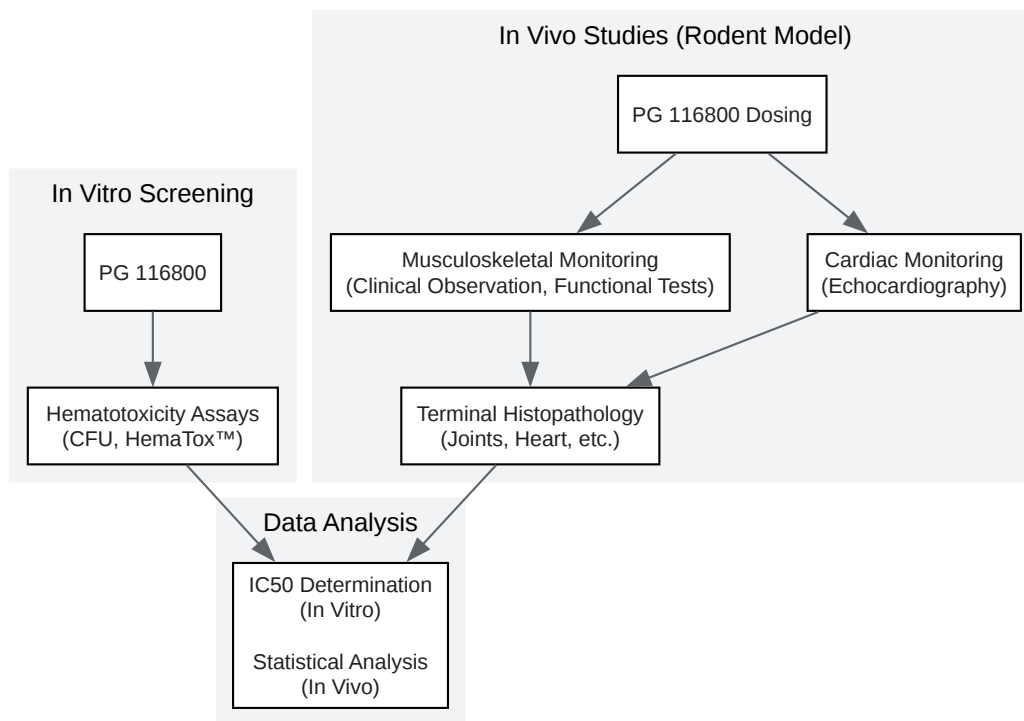 In Vivo Studies (Rodent Model)
PG 116800 Dosing
Musculoskeletal Monitoring
(Clinical Observation, Functional Tests)
Cardiac Monitoring
(Echocardiography)
Terminal Histopathology
(Joints, Heart, etc.)
In Vitro Screening
PG 116800
Hematotoxicity Assays
(CFU, HemaTox™)
Data Analysis
IC50 Determination
(In Vitro)
Statistical Analysis
(In Vivo)